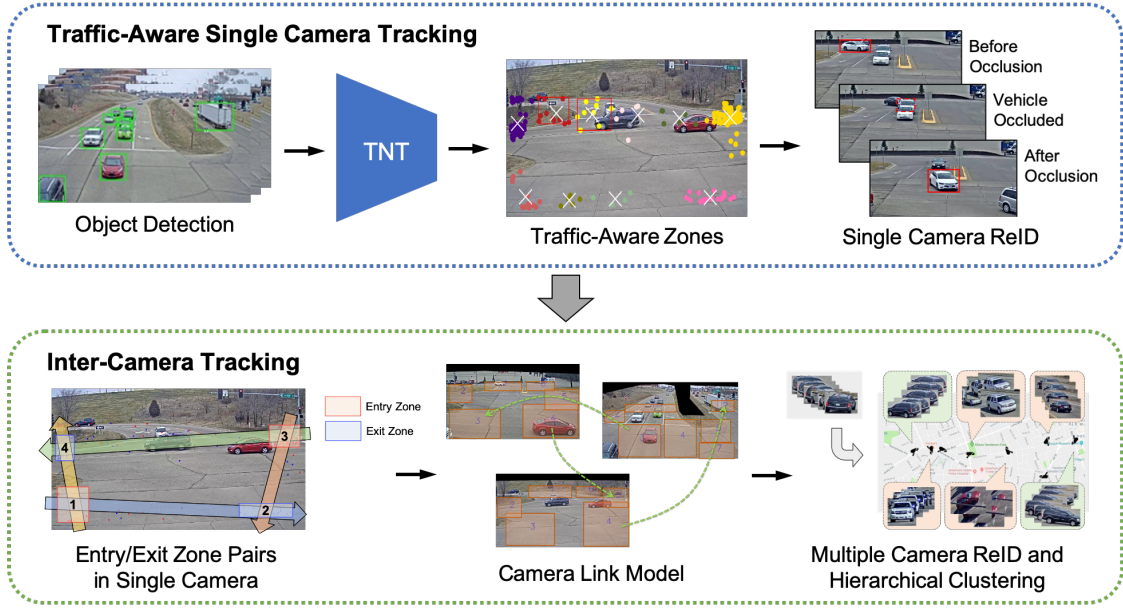 Traffic-Aware Single Camera Tracking
Object Detection
TNT
Traffic-Aware Zones
Before
Occlusion
Vehicle
Occluded
After
Occlusion
Single Camera ReID
Inter-Camera Tracking
4
3
1
2
Entry Zone
Exit Zone
Entry/Exit Zone Pairs
in Single Camera
Camera Link Model
Multiple Camera ReID and
Hierarchical Clustering